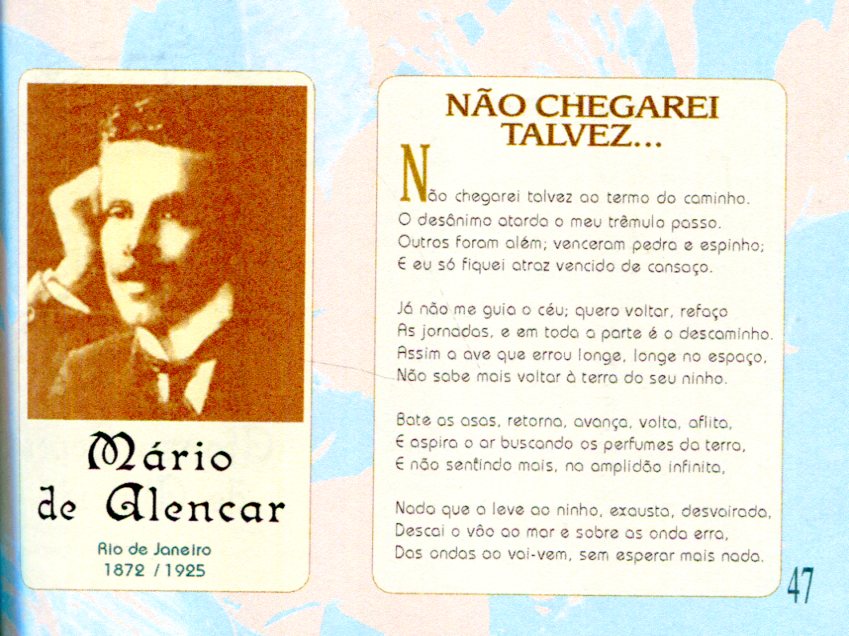 Mário
de Alencar
Rio de Janeiro
1872 / 1925
NÃO CHEGAREI
TALVEZ...
Não chegarei talvez ao termo do caminho.
O desânimo atarda o meu trêmulo passo.
Outros foram além; venceram pedra e espinho;
E eu só fiquei atraz vencido de cansaço.
Já não me guia o céu; quero voltar, refaço
As jornadas, e em toda a parte é o descaminho.
Assim a ave que errou longe, longe no espaço,
Não sabe mais voltar à terra do seu ninho.
Bate as asas, retorna, avança, volta, aflita,
E aspira o ar buscando os perfumes da terra,
E não sentindo mais, na amplidão infinita,
Nada que a leve ao ninho, exausta, desvairada,
Descai o vôo ao mar e sobre as onda erra,
Das ondas ao vai-vem, sem esperar mais nada.
47